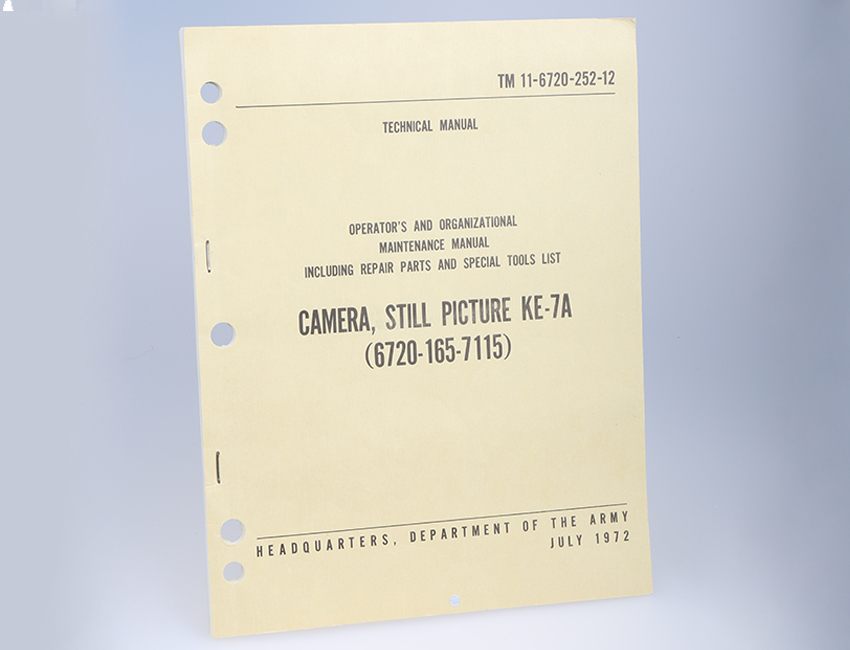 TM 11-6720-252-12
TECHNICAL MANUAL
OPERATOR'S AND ORGANIZATIONAL
MAINTENANCE MANUAL
INCLUDING REPAIR PARTS AND SPECIAL TOOLS LIST
CAMERA, STILL PICTURE KE-7A
(6720-165-7115)
HEADQUARTERS, DEPARTMENT OF THE ARMY
JULY 1972